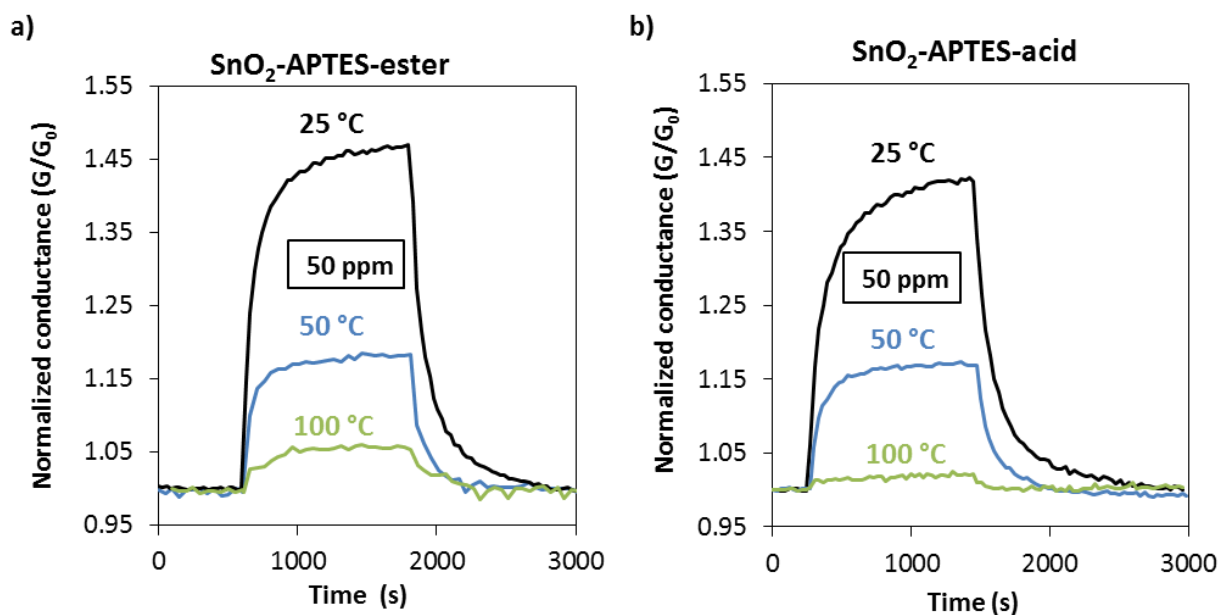 a)
SnO₂-APTES-ester
Normalized conductance (G/G₀)
1.55
1.45
1.35
1.25
1.15
1.05
0.95
25 °C
50 ppm
50 °C
100 °C
0 1000 2000 3000
Time (s)
b)
SnO₂-APTES-acid
Normalized conductance (G/G₀)
1.55
1.45
1.35
1.25
1.15
1.05
0.95
25 °C
50 ppm
50 °C
100 °C
0 1000 2000 3000
Time (s)